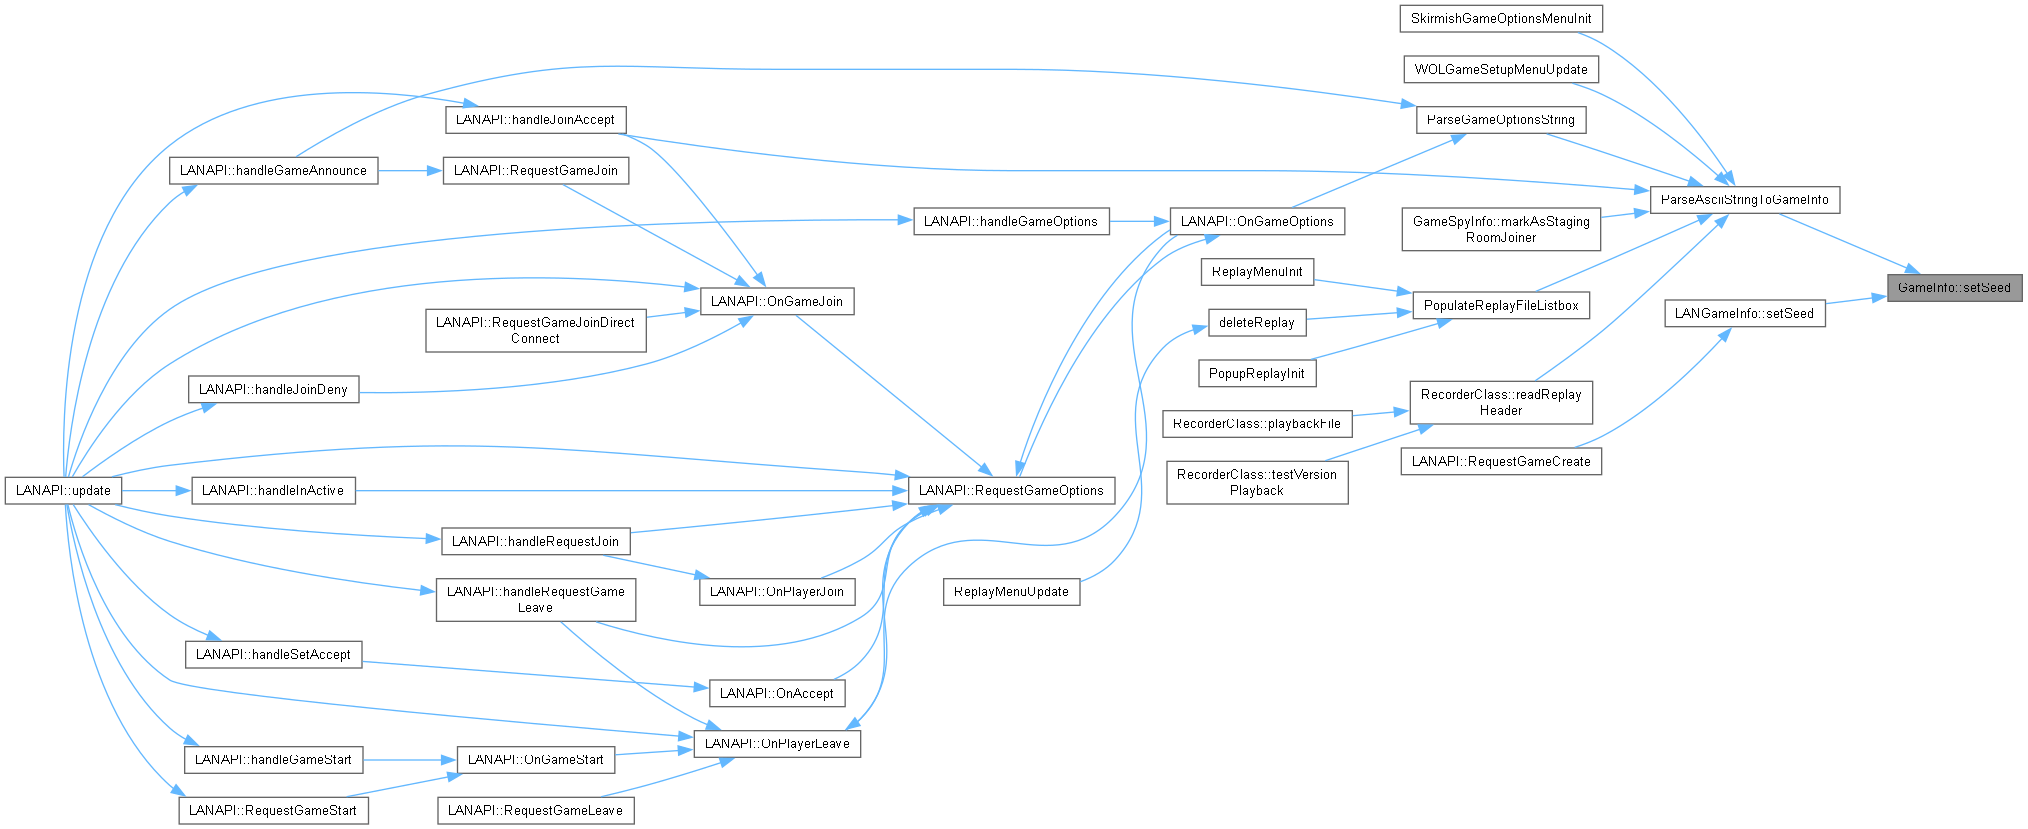 SkirmishGameOptionsMenuInit
WOLGameSetupMenuUpdate
LANAPI::handleJoinAccept
ParseGameOptionsString
LANAPI::handleGameAnnounce
LANAPI::RequestGameJoin
ParseAsciiStringToGameInfo
LANAPI::handleGameOptions
LANAPI::OnGameOptions
GameSpyInfo::markAsStaging
RoomJoiner
ReplayMenuInit
GameInfo::setSeed
LANAPI::OnGameJoin
PopulateReplayFileListbox
LANGameInfo::setSeed
LANAPI::RequestGameJoinDirect
Connect
deleteReplay
PopupReplayInit
LANAPI::handleJoinDeny
RecorderClass::readReplay
Header
RecorderClass::playbackFile
LANAPI::RequestGameCreate
RecorderClass::testVersion
Playback
LANAPI::update
LANAPI::handleInActive
LANAPI::RequestGameOptions
LANAPI::handleRequestJoin
LANAPI::handleRequestGame
Leave
LANAPI::OnPlayerJoin
ReplayMenuUpdate
LANAPI::handleSetAccept
LANAPI::OnAccept
LANAPI::OnPlayerLeave
LANAPI::handleGameStart
LANAPI::OnGameStart
LANAPI::RequestGameStart
LANAPI::RequestGameLeave